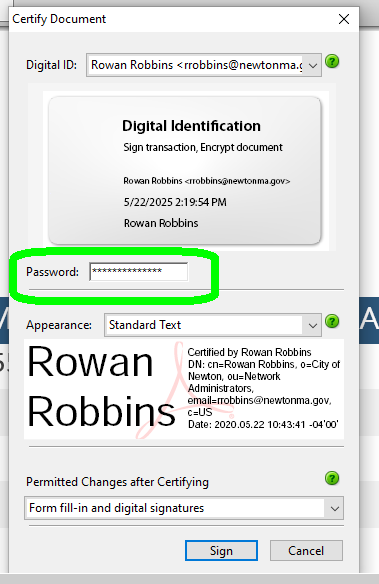 Certify Document
Digital ID: Rowan Robbins <rrobbins@newtonma.g
Digital Identification
Sign transaction, Encrypt document
Rowan Robbins <rrobbins@newtonma.gov>
5/22/2025 2:19:54 PM
Rowan Robbins
Password: **************
Appearance: Standard Text
Rowan
Robbins
Certified by Rowan Robbins
DN: cn=Rowan Robbins, o=City of
Newton, ou=Network
Administrators,
email=rrobbins@newtonma.gov,
c=US
Date: 2020.05.22 10:43:41 -04'00'
Permitted Changes after Certifying
Form fill-in and digital signatures
Sign Cancel